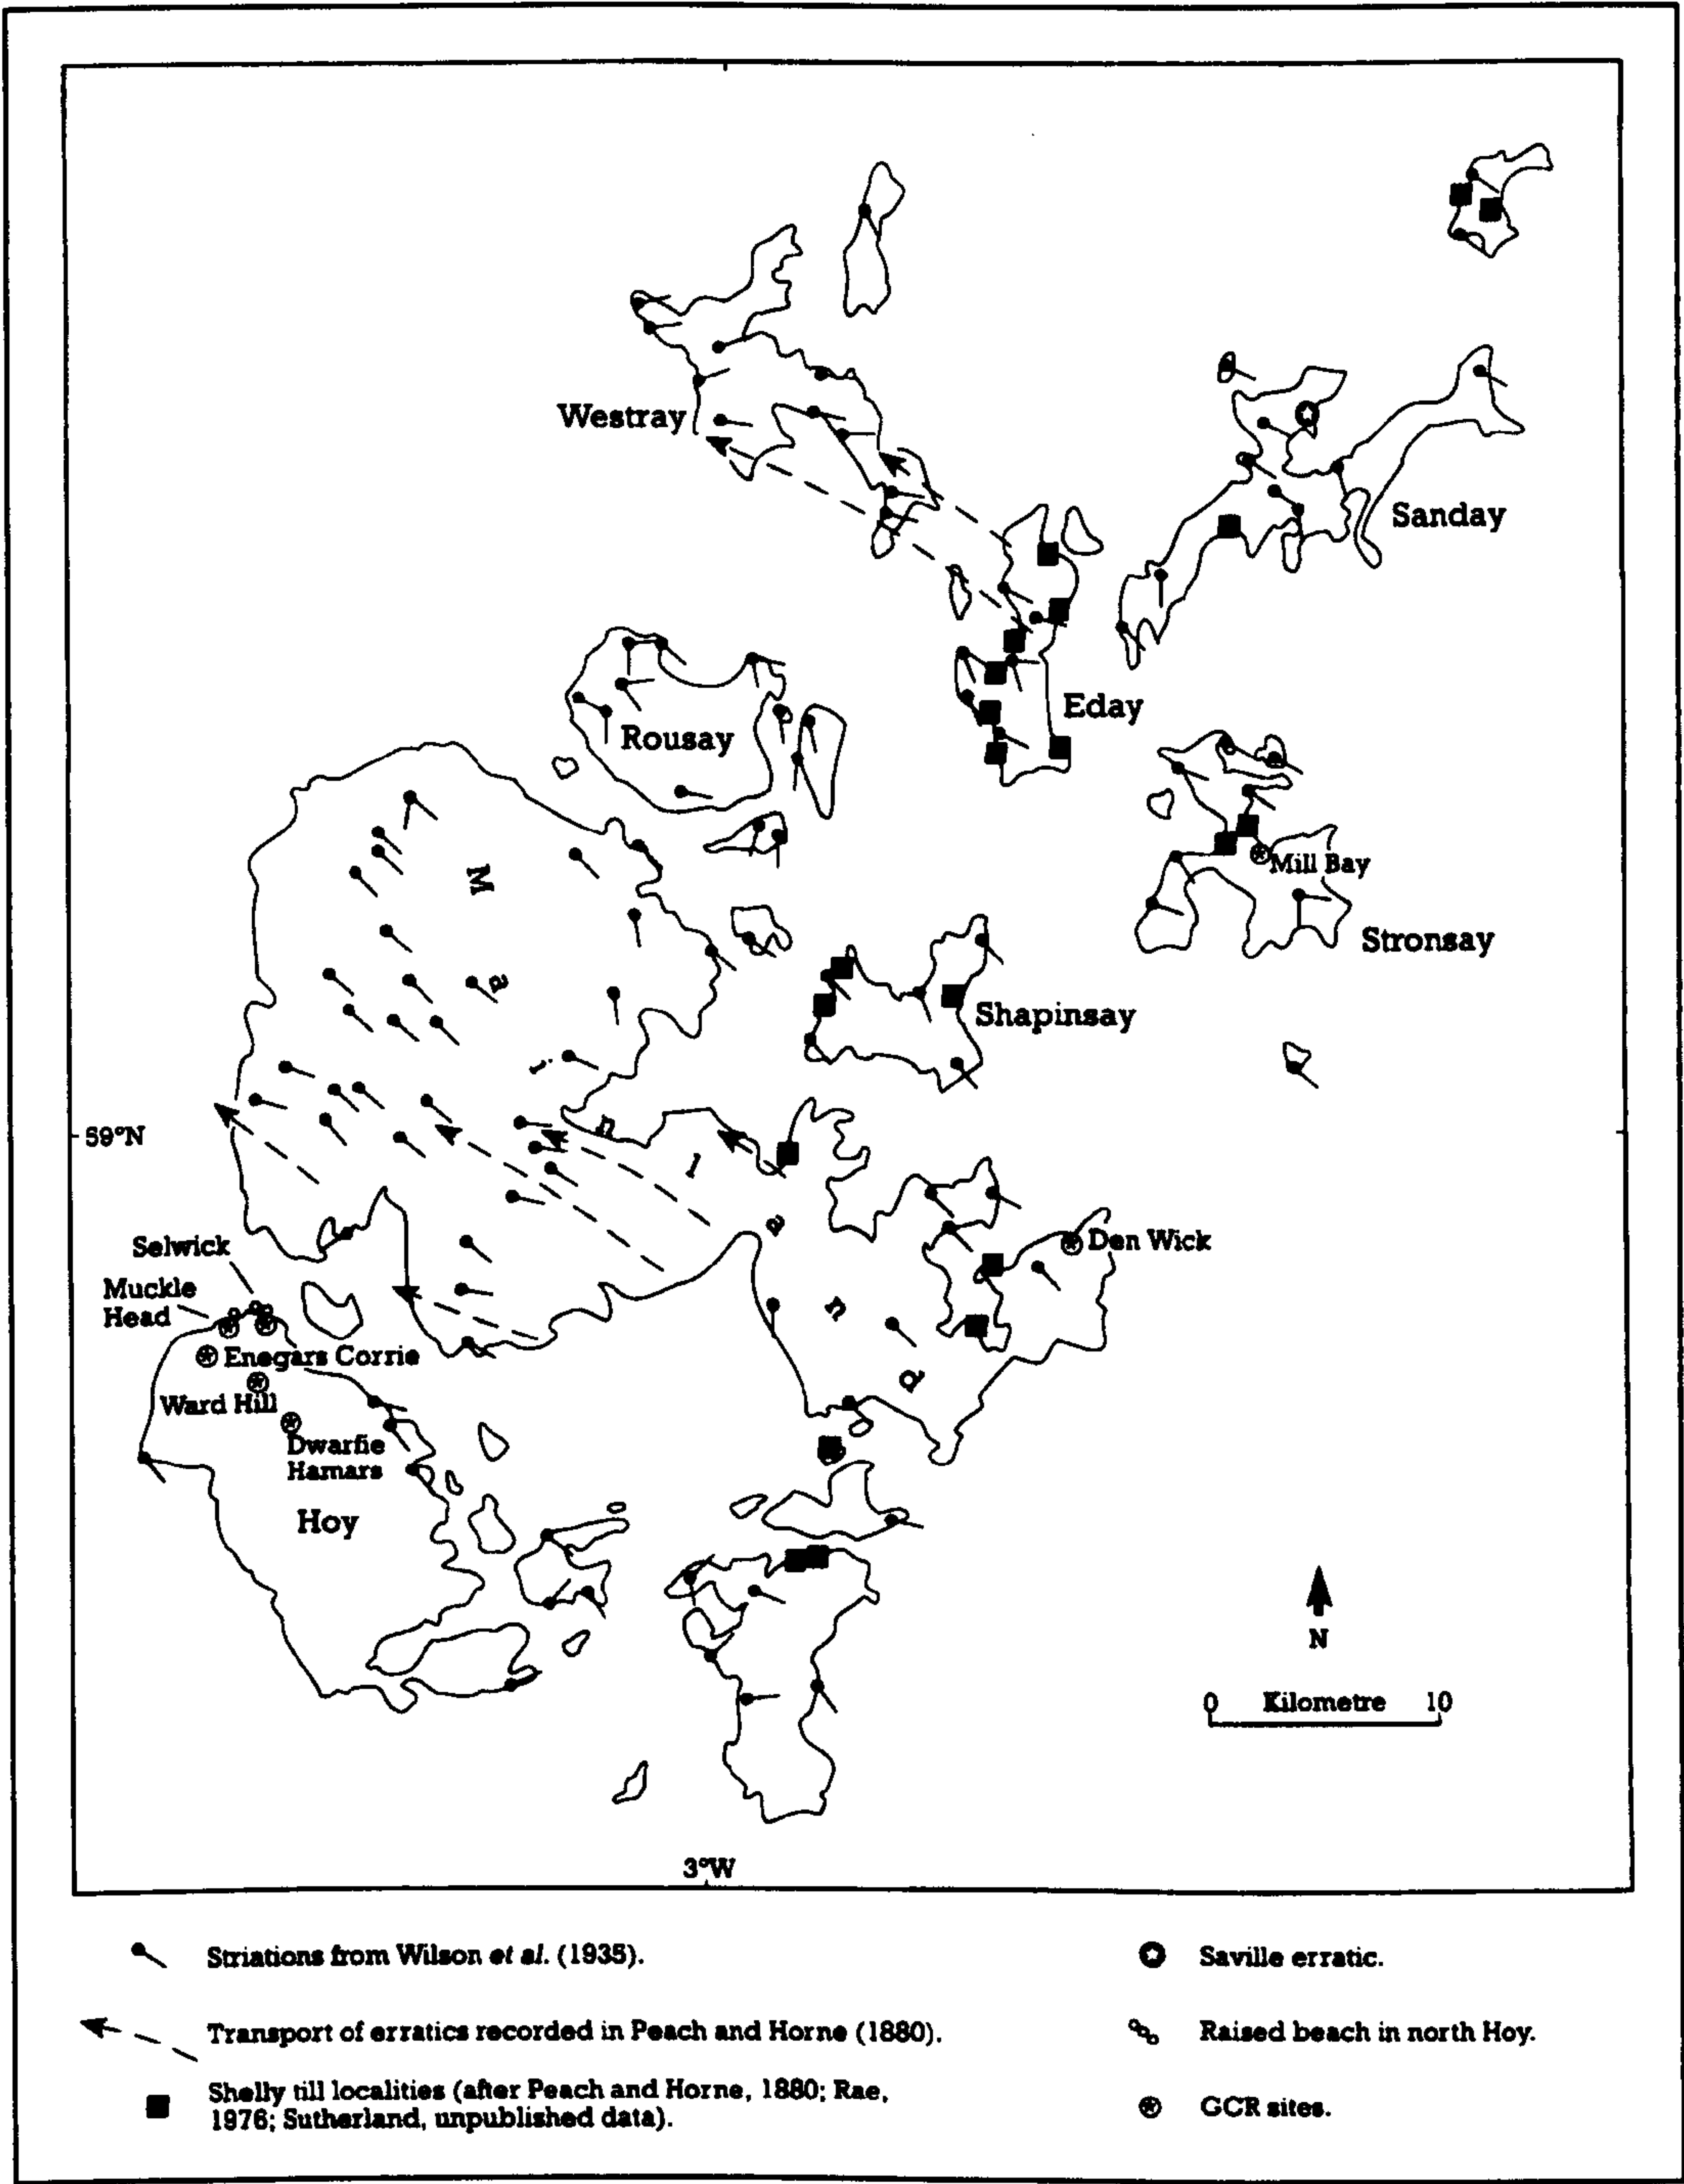 Westray
Sanday
Eday
Rousay
Mill Bay
Stronsay
Shapinsay
Mainland
59°N
Den Wick
Selwick
Muckle
Head
Enegars Corrie
Ward Hill
Dwarfie
Hamars
Hoy
N
0 Kilometre 10
3°W
Striations from Wilson et al. (1935).
Transport of erratics recorded in Peach and Horne (1880).
Shelly till localities (after Peach and Horne, 1880; Rae,
1976; Sutherland, unpublished data).
Saville erratic.
Raised beach in north Hoy.
GCR sites.